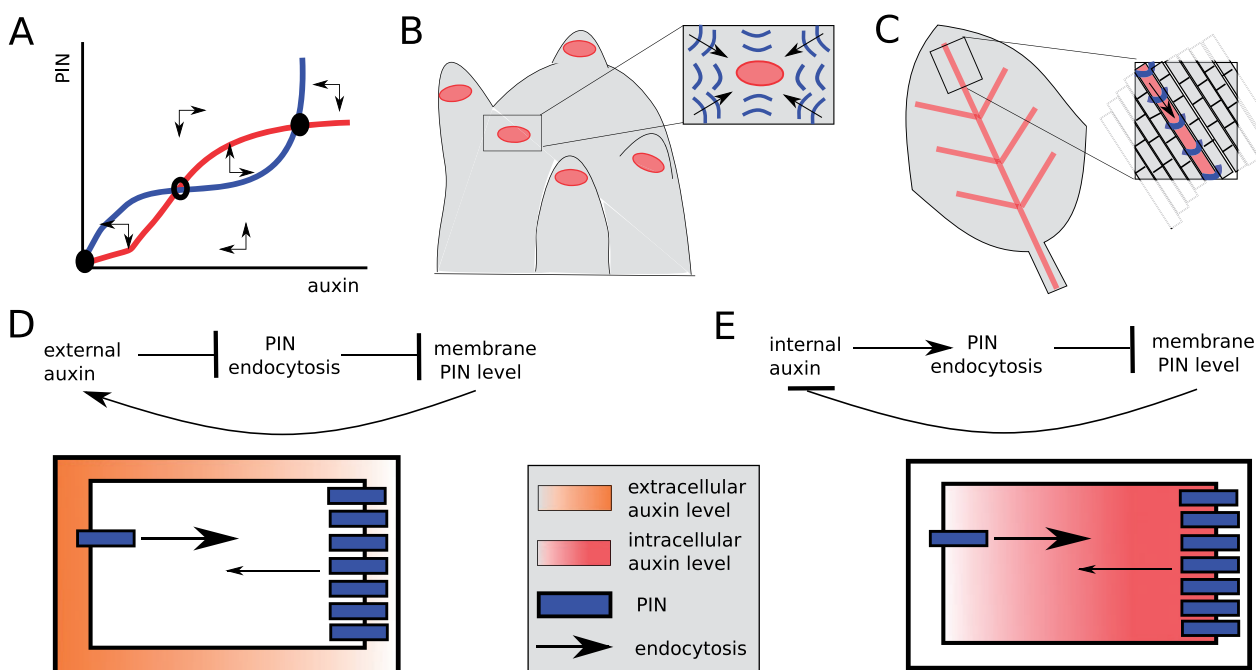 A
PIN
auxin
B
C
D
external
auxin
PIN
endocytosis
membrane
PIN level
E
internal
auxin
PIN
endocytosis
membrane
PIN level
extracellular
auxin level
intracellular
auxin level
PIN
endocytosis